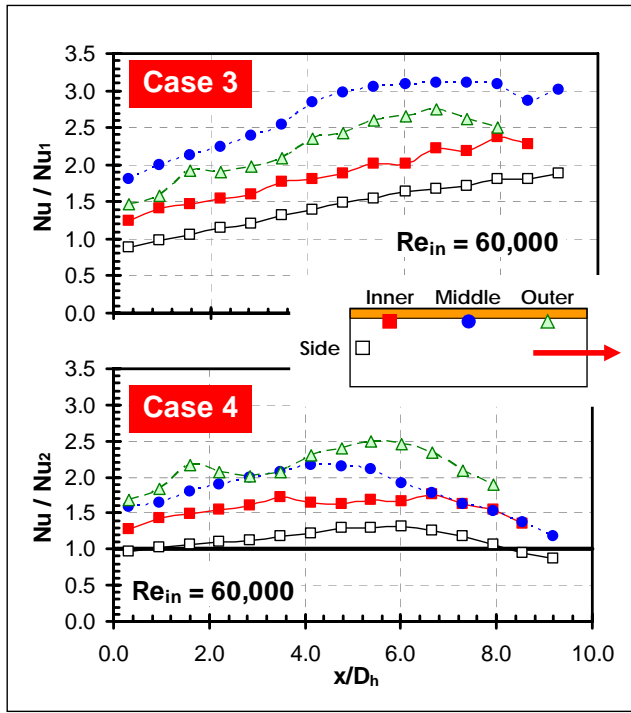 3.5
Case 3
3.0
2.5
2.0
1.5
1.0
0.5
0.0
Nu / Nu1
Rein = 60,000
Inner Middle Outer
Side
3.5
Case 4
3.0
2.5
2.0
1.5
1.0
0.5
0.0
Nu / Nu2
Rein = 60,000
0.0 2.0 4.0 6.0 8.0 10.0
x/Dh